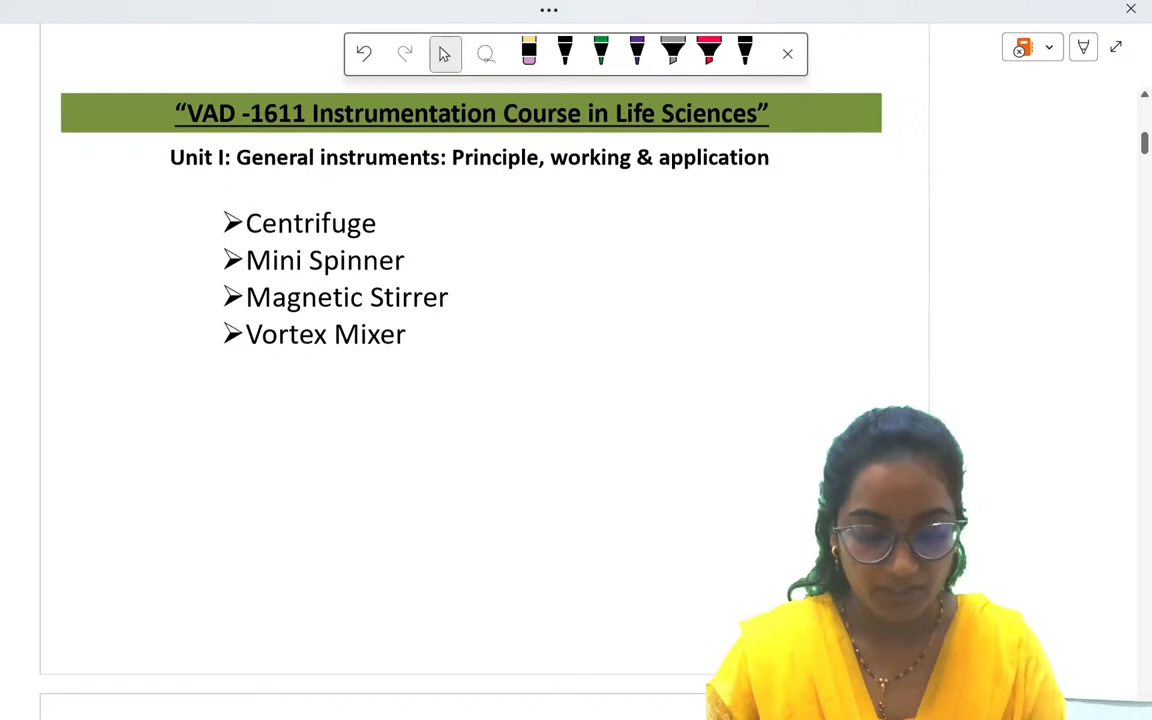 “VAD -1611 Instrumentation Course in Life Sciences”
Unit I: General instruments: Principle, working & application
➢Centrifuge
➢Mini Spinner
➢Magnetic Stirrer
➢Vortex Mixer